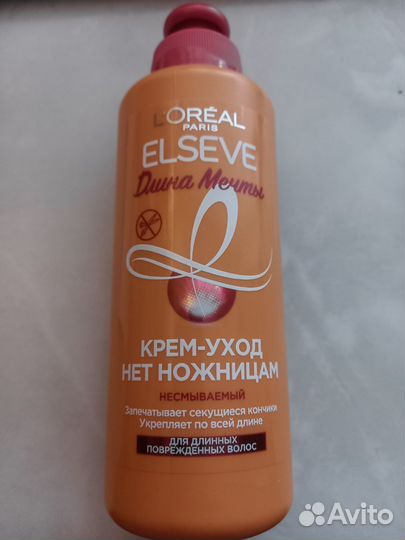 L'ORÉAL
PARIS
ELSEVE
Длина Мечты
КРЕМ-УХОД
НЕТ НОЖНИЦАМ
НЕСМЫВАЕМЫЙ
Запечатывает секущиеся кончики
Укрепляет по всей длине
ДЛЯ ДЛИННЫХ
ПОВРЕЖДЕННЫХ ВОЛОС
Avito